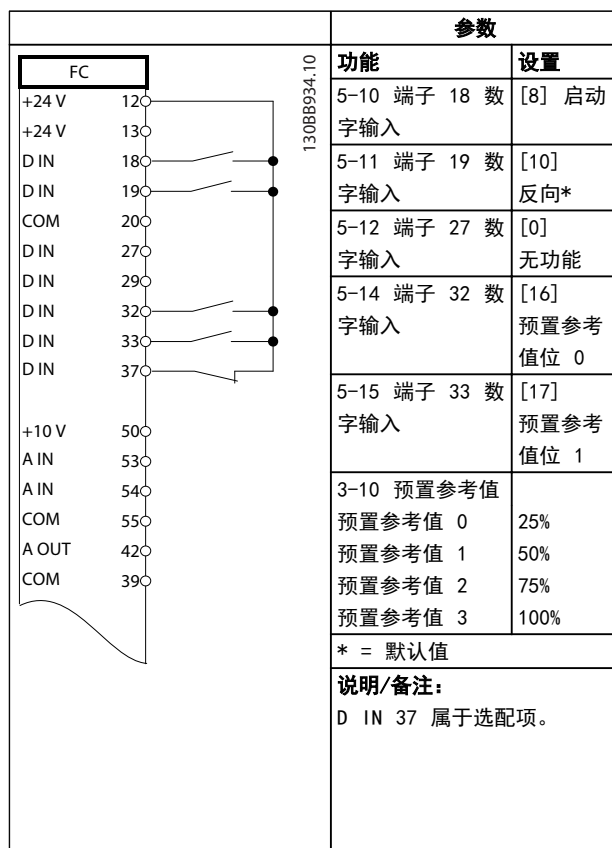 FC
+24 V 12
+24 V 13
D IN 18
D IN 19
COM 20
D IN 27
D IN 29
D IN 32
D IN 33
D IN 37
+10 V 50
A IN 53
A IN 54
COM 55
A OUT 42
COM 39
130BB934.10
参数
功能 设置
5-10 端子 18 数 [8] 启动
字输入
5-11 端子 19 数 [10]
字输入 反向*
5-12 端子 27 数 [0]
字输入 无功能
5-14 端子 32 数 [16]
字输入 预置参考
值位 0
5-15 端子 33 数 [17]
字输入 预置参考
值位 1
3-10 预置参考值
预置参考值 0 25%
预置参考值 1 50%
预置参考值 2 75%
预置参考值 3 100%
* = 默认值
说明/备注:
D IN 37 属于选配项。